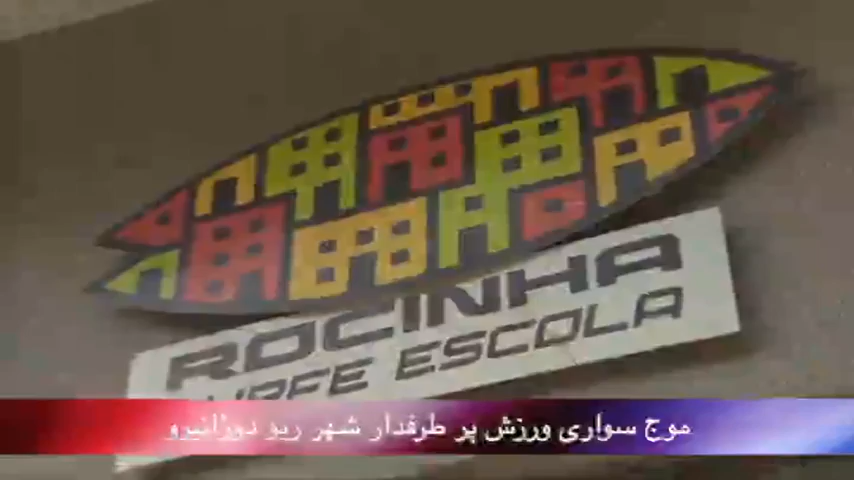 ROCINHA
SURFE ESCOLA
موج سواری ورزش پر طرفدار شهر ریو دوژانیرو